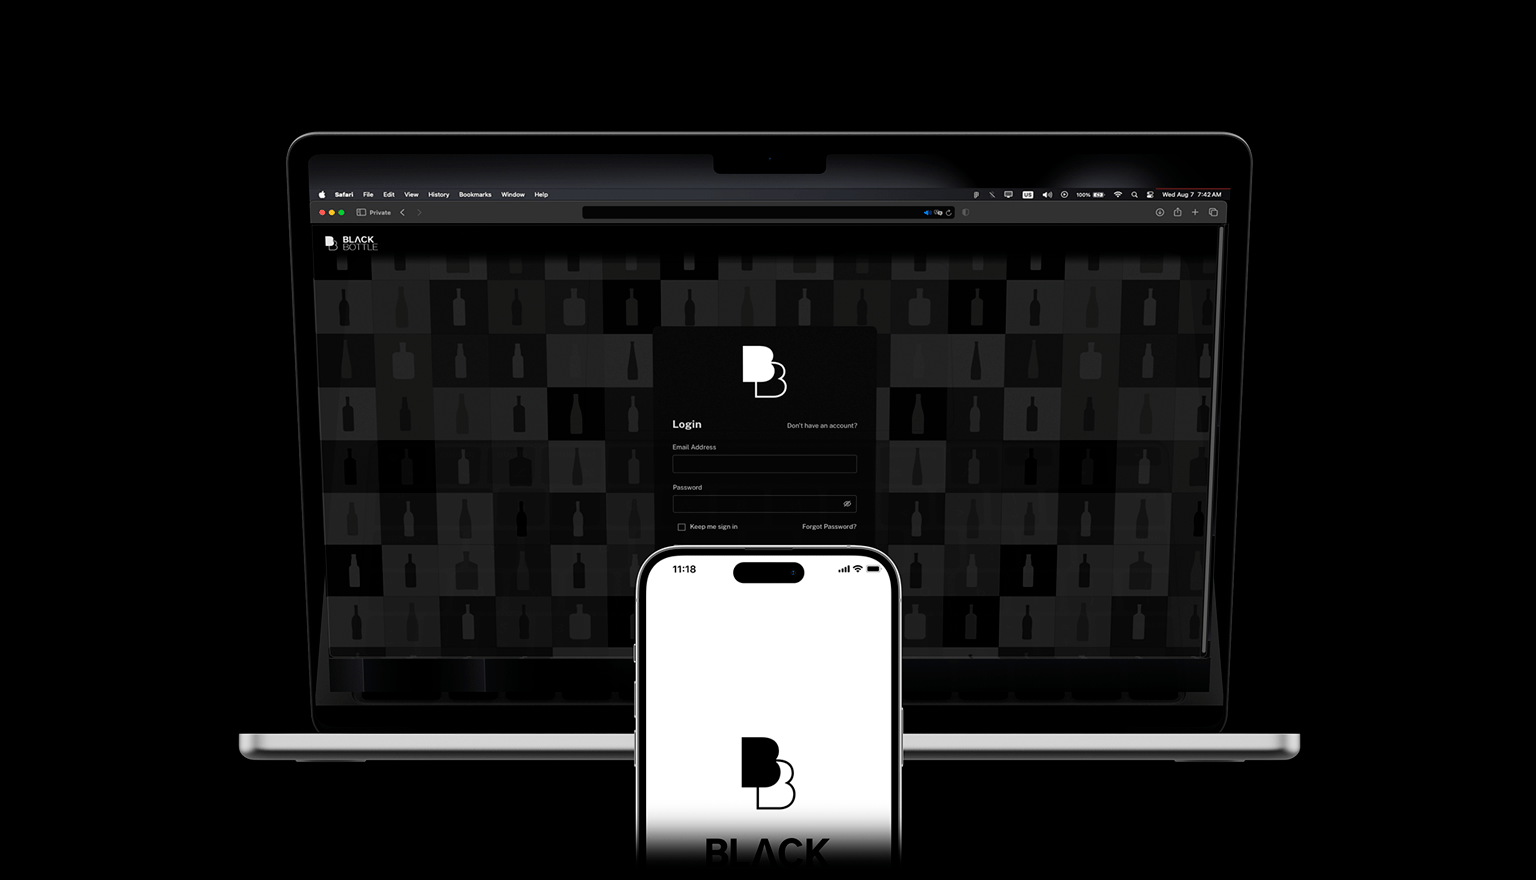 Safari File Edit View History Bookmarks Window Help US 100% Wed Aug 7 7:42 AM
Private
BLACK
BOTTLE
Login Don't have an account?
Email Address
Password
Keep me sign in Forgot Password?
11:18
BLACK